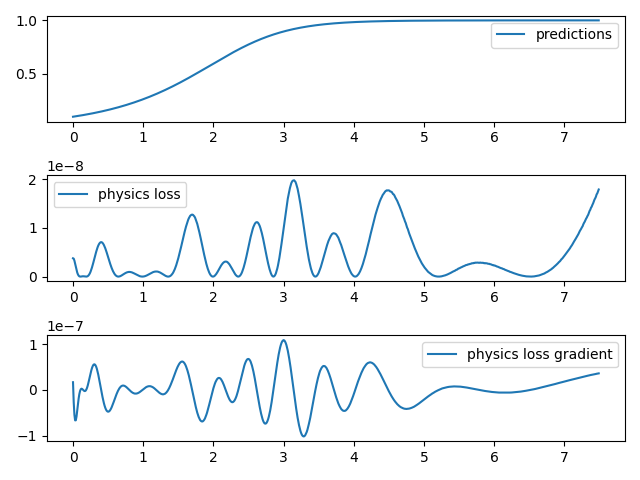 1.0
0.5
predictions
0 1 2 3 4 5 6 7
1e−8
2
1
0
physics loss
0 1 2 3 4 5 6 7
1e−7
1
0
−1
physics loss gradient
0 1 2 3 4 5 6 7